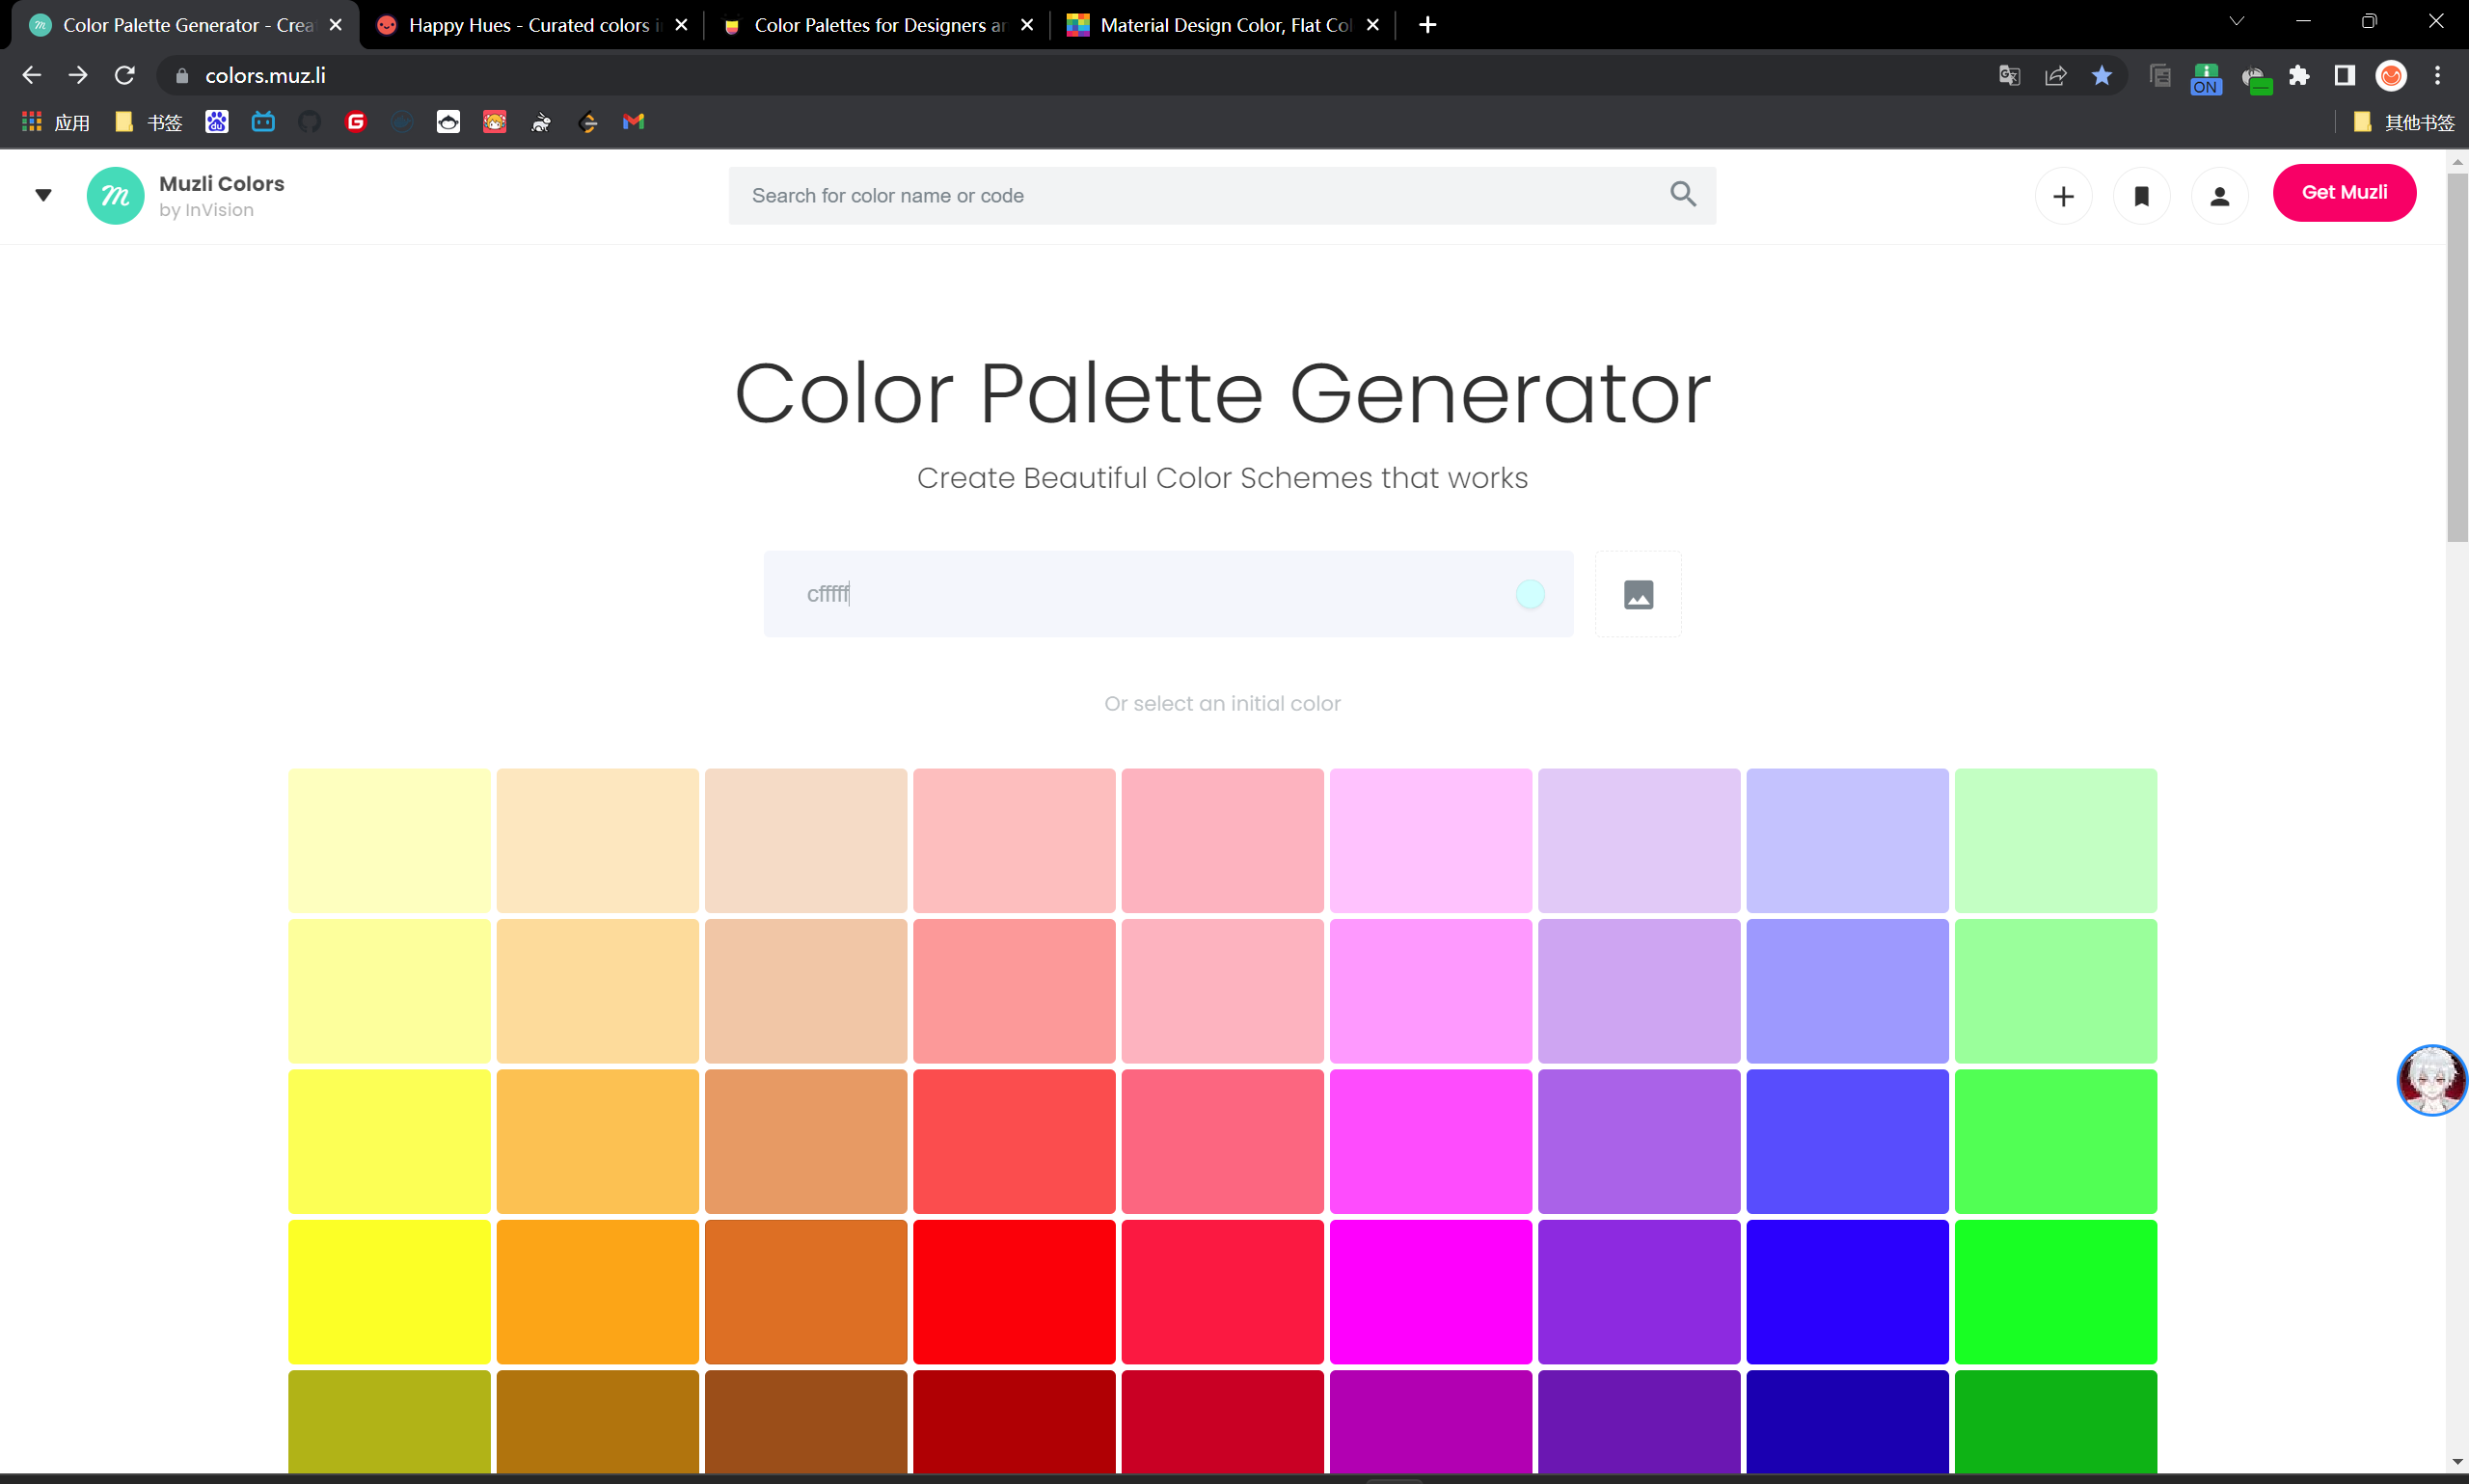 Color Palette Generator - Crea
Happy Hues - Curated colors i
Color Palettes for Designers ar
Material Design Color, Flat Col
colors.muz.li
ON
应用
书签
其他书签
Muzli Colors
by InVision
Search for color name or code
Get Muzli
Color Palette Generator
Create Beautiful Color Schemes that works
cfffff
Or select an initial color